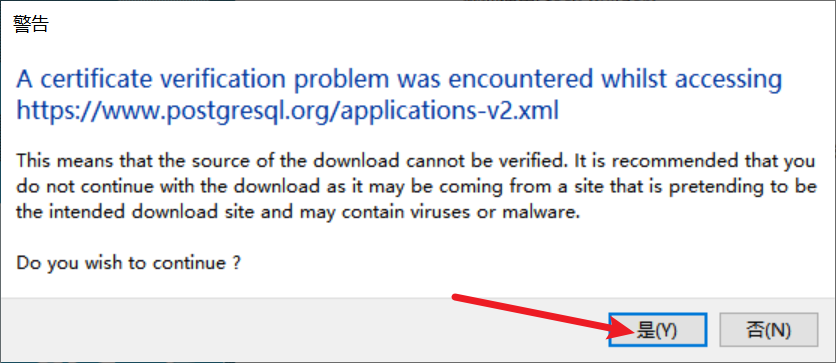 警告
A certificate verification problem was encountered whilst accessing
https://www.postgresql.org/applications-v2.xml
This means that the source of the download cannot be verified. It is recommended that you
do not continue with the download as it may be coming from a site that is pretending to be
the intended download site and may contain viruses or malware.
Do you wish to continue ?
是(Y)
否(N)